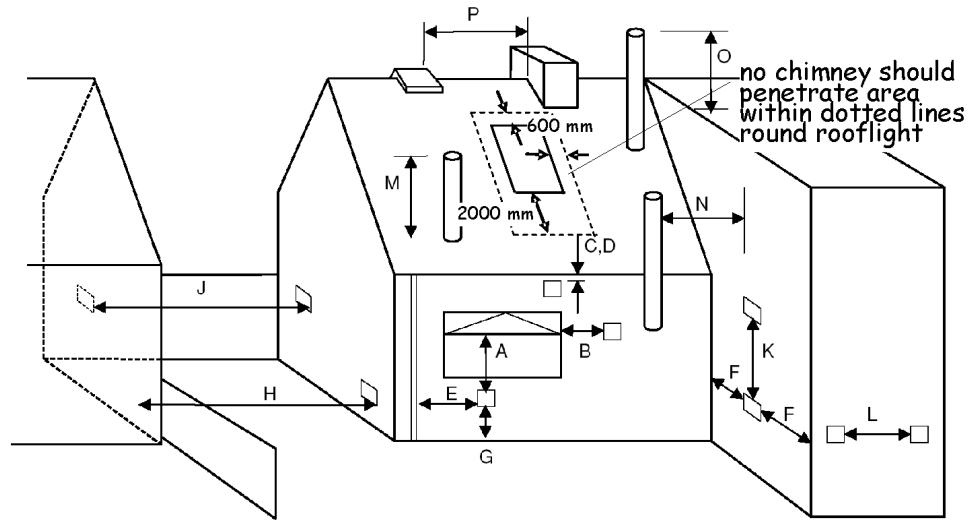 P
O
no chimney should
penetrate area
within dotted lines
round rooflight
600 mm
M
2000 mm
N
C,D
J
A
B
K
F
H
E
F
L
G